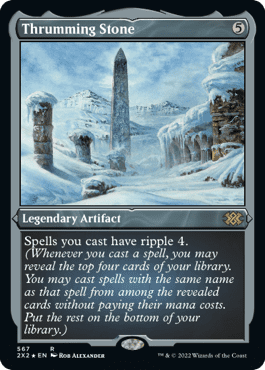 Thrumming Stone 5
Legendary Artifact
Spells you cast have ripple 4.
(Whenever you cast a spell, you may
reveal the top four cards of your library.
You may cast spells with the same name
as that spell from among the revealed
cards without paying their mana costs.
Put the rest on the bottom of your
library.)
567 R
2X2 ★ EN Rob Alexander ™ & © 2022 Wizards of the Coast